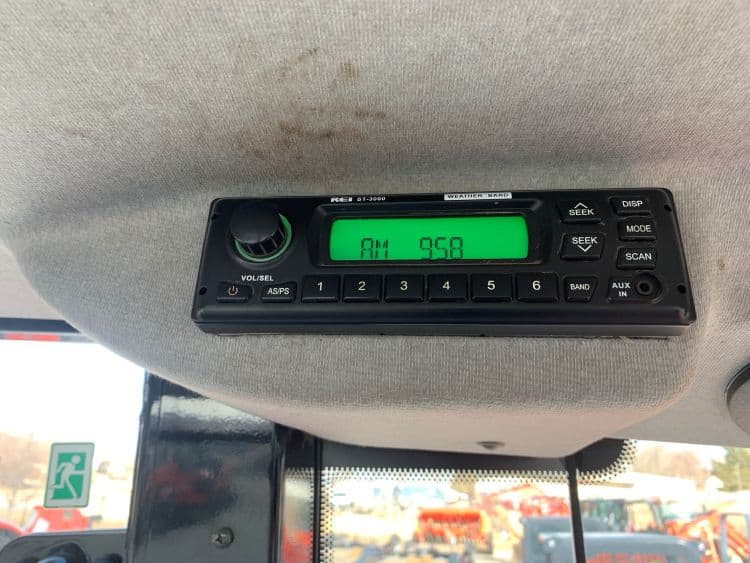 REI ST-3000 WEATHER BAND
AM 958
SEEK
SEEK
DISP
MODE
SCAN
VOL/SEL
AS/PS 1 2 3 4 5 6 BAND
AUX
IN